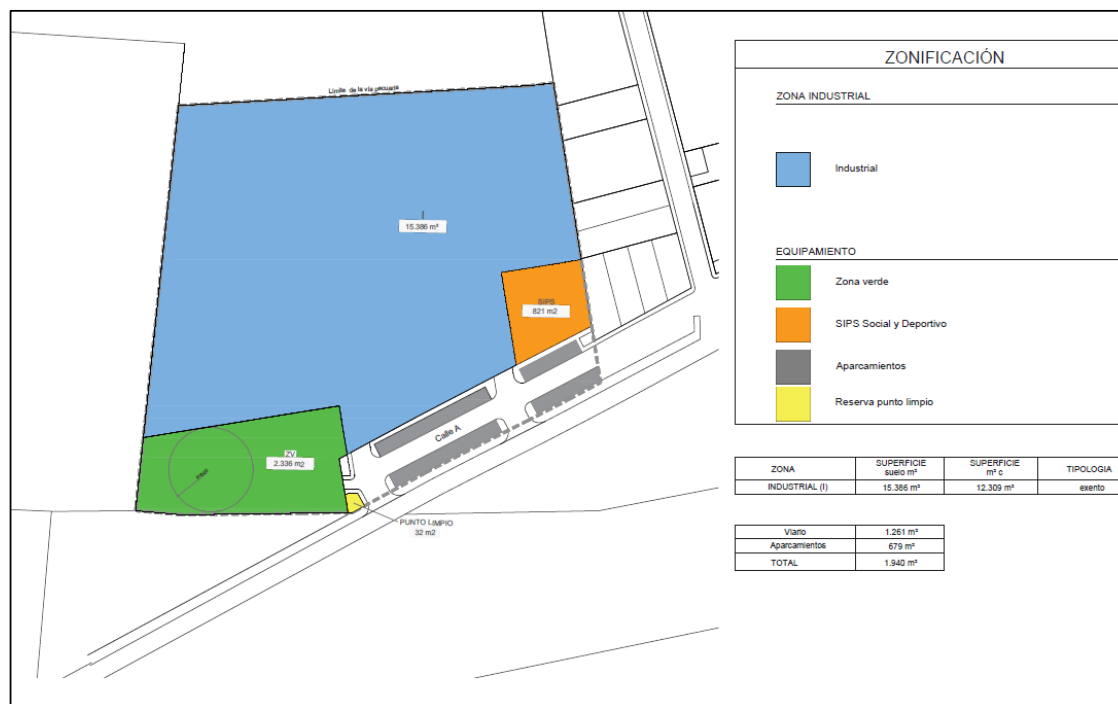 Límite de la vía pecuaria
I
15.386 m²
SIPS
821 m2
Calle A
ZV
2.336 m2
PUNTO LIMPIO
32 m2
ZONIFICACIÓN
ZONA INDUSTRIAL
Industrial
EQUIPAMIENTO
Zona verde
SIPS Social y Deportivo
Aparcamientos
Reserva punto limpio
ZONA SUPERFICIE suelo m² SUPERFICIE m² c TIPOLOGIA
INDUSTRIAL (I) 15.386 m² 12.309 m² exento
Viario 1.261 m²
Aparcamientos 679 m²
TOTAL 1.940 m²